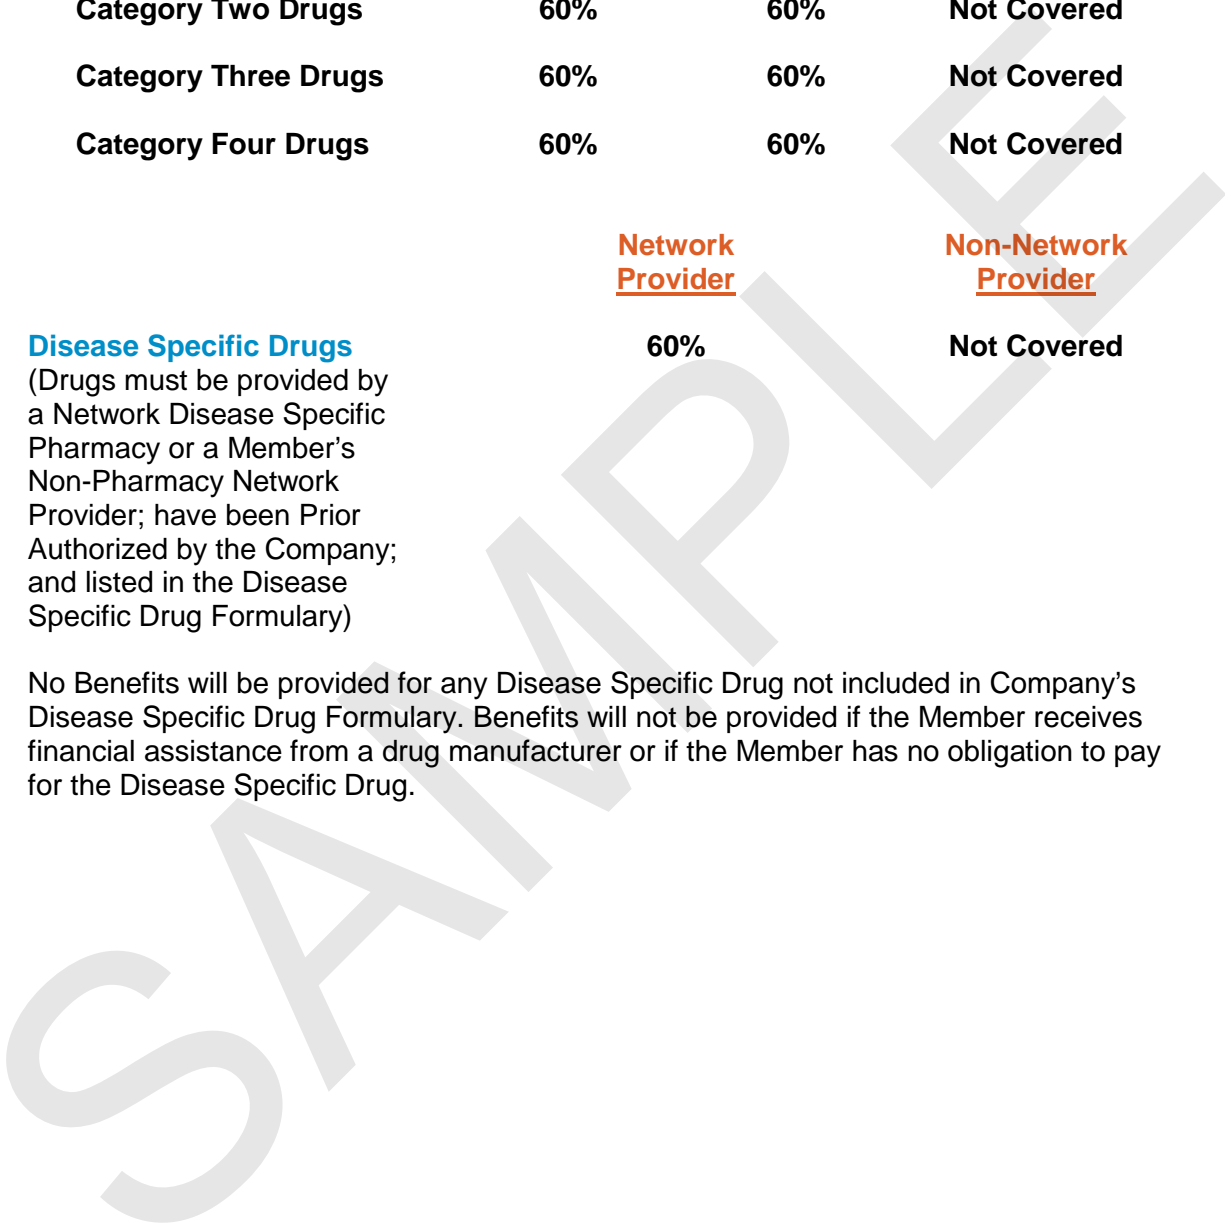 Category Two Drugs 60% 60% Not Covered
Category Three Drugs 60% 60% Not Covered
Category Four Drugs 60% 60% Not Covered
Network Non-Network
Provider Provider
Disease Specific Drugs 60% Not Covered
(Drugs must be provided by
a Network Disease Specific
Pharmacy or a Member’s
Non-Pharmacy Network
Provider; have been Prior
Authorized by the Company;
and listed in the Disease
Specific Drug Formulary)
No Benefits will be provided for any Disease Specific Drug not included in Company’s
Disease Specific Drug Formulary. Benefits will not be provided if the Member receives
financial assistance from a drug manufacturer or if the Member has no obligation to pay
for the Disease Specific Drug.
SAMPLE